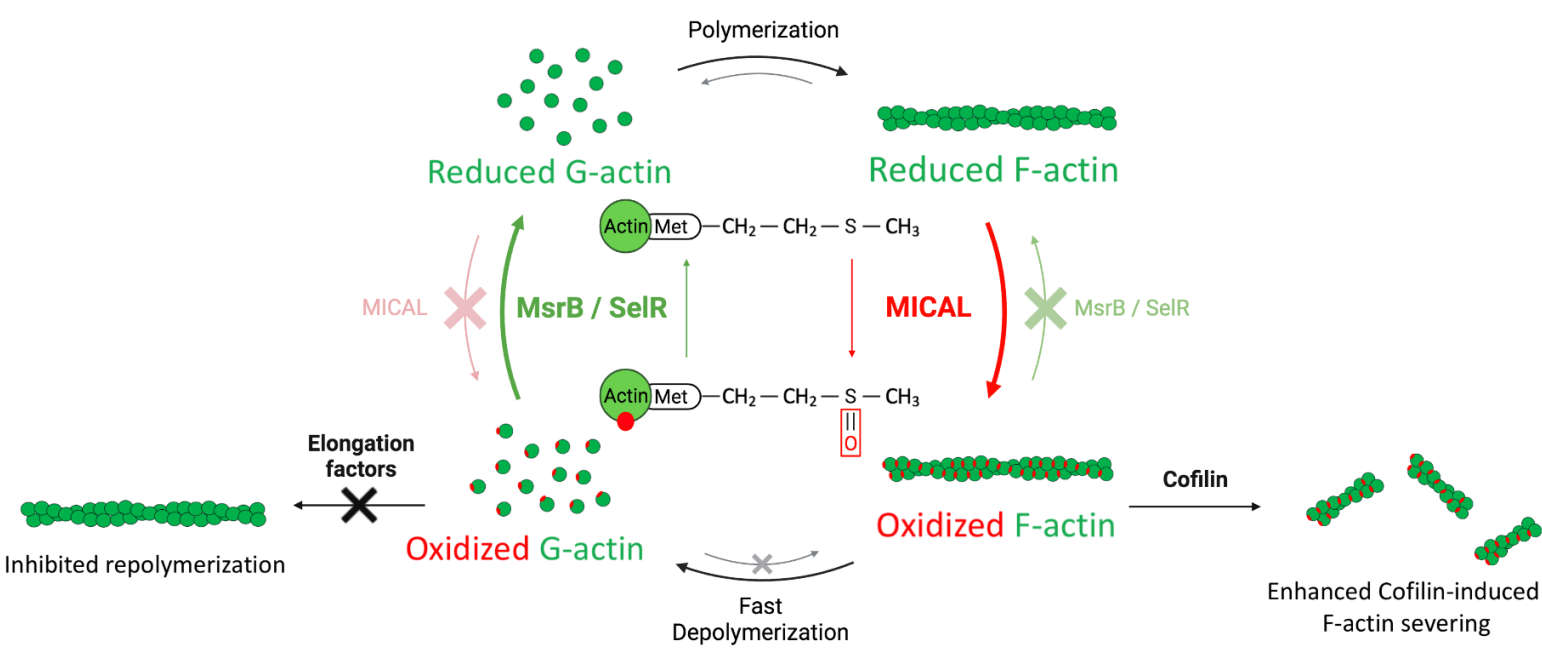 Polymerization
Reduced G-actin
Reduced F-actin
Actin Met — CH₂ — CH₂ — S — CH₃
MICAL
MsrB / SelR
MICAL
MsrB / SelR
Actin Met — CH₂ — CH₂ — S — CH₃
O
Elongation
factors
Cofilin
Oxidized G-actin
Oxidized F-actin
Inhibited repolymerization
Fast
Depolymerization
Enhanced Cofilin-induced
F-actin severing